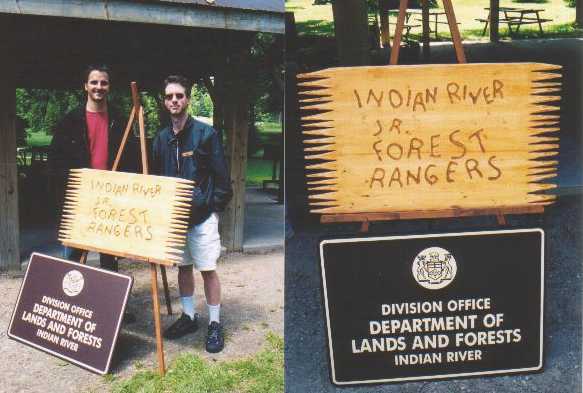 INDIAN RIVER
JR.
FOREST
RANGERS
DIVISION OFFICE
DEPARTMENT OF
LANDS AND FORESTS
INDIAN RIVER
INDIAN RIVER
JR.
FOREST
RANGERS
DIVISION OFFICE
DEPARTMENT OF
LANDS AND FORESTS
INDIAN RIVER